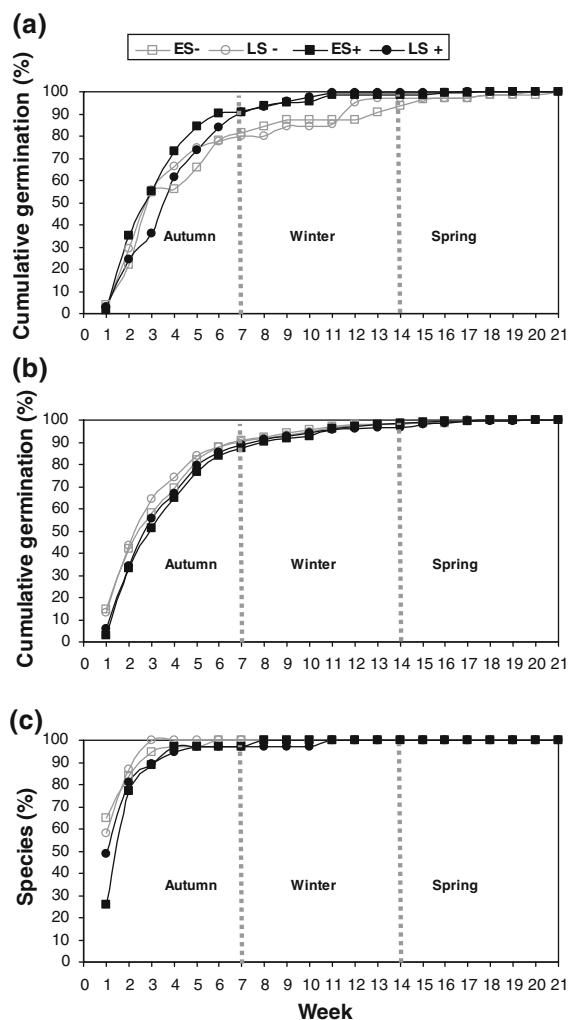 (a)
ES- LS - ES+ LS +
Cumulative germination (%)
100
90
80
70
60
50
40
30
20
10
0
Autumn Winter Spring
0 1 2 3 4 5 6 7 8 9 10 11 12 13 14 15 16 17 18 19 20 21
(b)
Cumulative germination (%)
100
90
80
70
60
50
40
30
20
10
0
Autumn Winter Spring
0 1 2 3 4 5 6 7 8 9 10 11 12 13 14 15 16 17 18 19 20 21
(c)
Species (%)
100
90
80
70
60
50
40
30
20
10
0
Autumn Winter Spring
0 1 2 3 4 5 6 7 8 9 10 11 12 13 14 15 16 17 18 19 20 21
Week